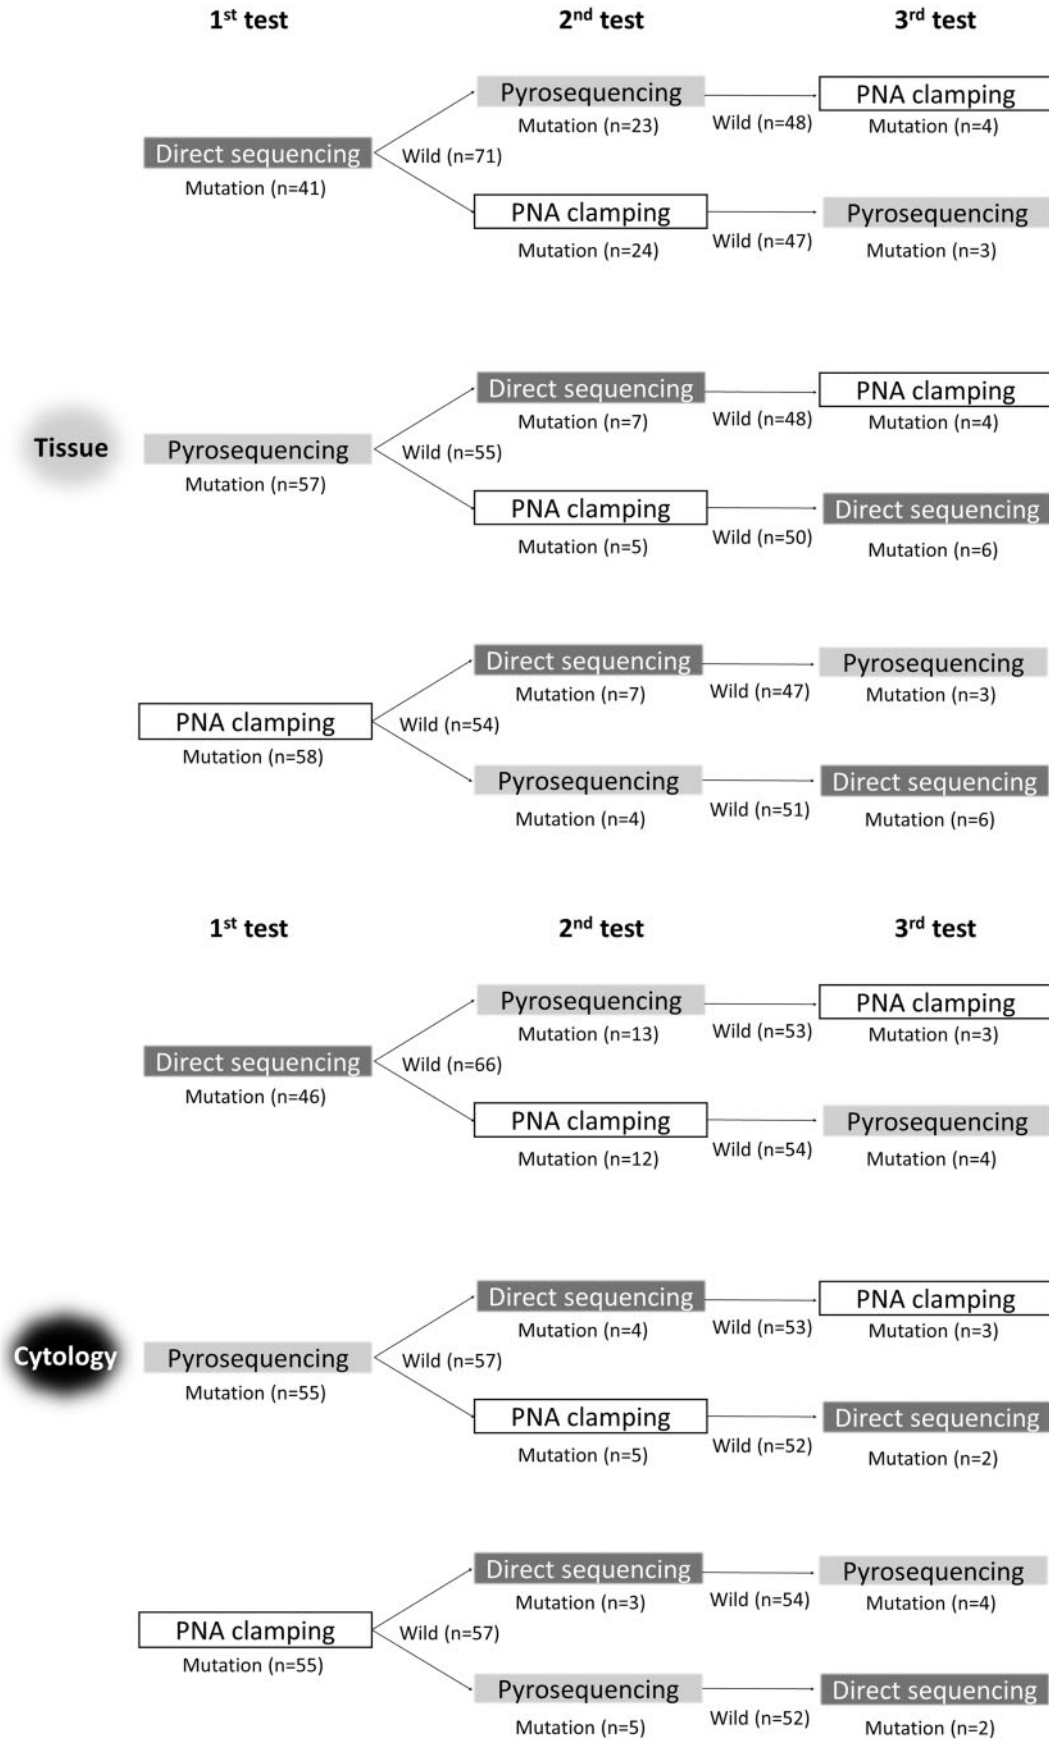 1st test 2nd test 3rd test
Pyrosequencing PNA clamping
Mutation (n=23) Wild (n=48) Mutation (n=4)
Direct sequencing Wild (n=71)
Mutation (n=41)
PNA clamping Pyrosequencing
Mutation (n=24) Wild (n=47) Mutation (n=3)
Direct sequencing PNA clamping
Mutation (n=7) Wild (n=48) Mutation (n=4)
Tissue Pyrosequencing Wild (n=55)
Mutation (n=57)
PNA clamping Direct sequencing
Mutation (n=5) Wild (n=50) Mutation (n=6)
Direct sequencing Pyrosequencing
Mutation (n=7) Wild (n=47) Mutation (n=3)
PNA clamping Wild (n=54)
Mutation (n=58)
Pyrosequencing Direct sequencing
Mutation (n=4) Wild (n=51) Mutation (n=6)
1st test 2nd test 3rd test
Pyrosequencing PNA clamping
Mutation (n=13) Wild (n=53) Mutation (n=3)
Direct sequencing Wild (n=66)
Mutation (n=46)
PNA clamping Pyrosequencing
Mutation (n=12) Wild (n=54) Mutation (n=4)
Direct sequencing PNA clamping
Mutation (n=4) Wild (n=53) Mutation (n=3)
Cytology Pyrosequencing Wild (n=57)
Mutation (n=55)
PNA clamping Direct sequencing
Mutation (n=5) Wild (n=52) Mutation (n=2)
Direct sequencing Pyrosequencing
Mutation (n=3) Wild (n=54) Mutation (n=4)
PNA clamping Wild (n=57)
Mutation (n=55)
Pyrosequencing Direct sequencing
Mutation (n=5) Wild (n=52) Mutation (n=2)